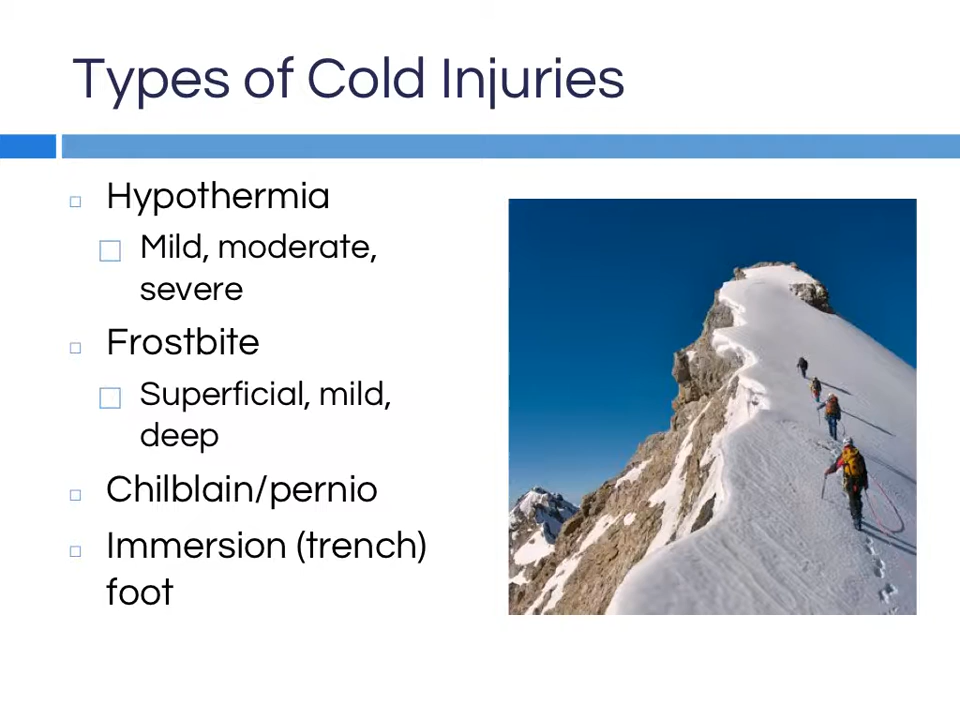 Types of Cold Injuries
Hypothermia
Mild, moderate,
severe
Frostbite
Superficial, mild,
deep
Chilblain/pernio
Immersion (trench)
foot